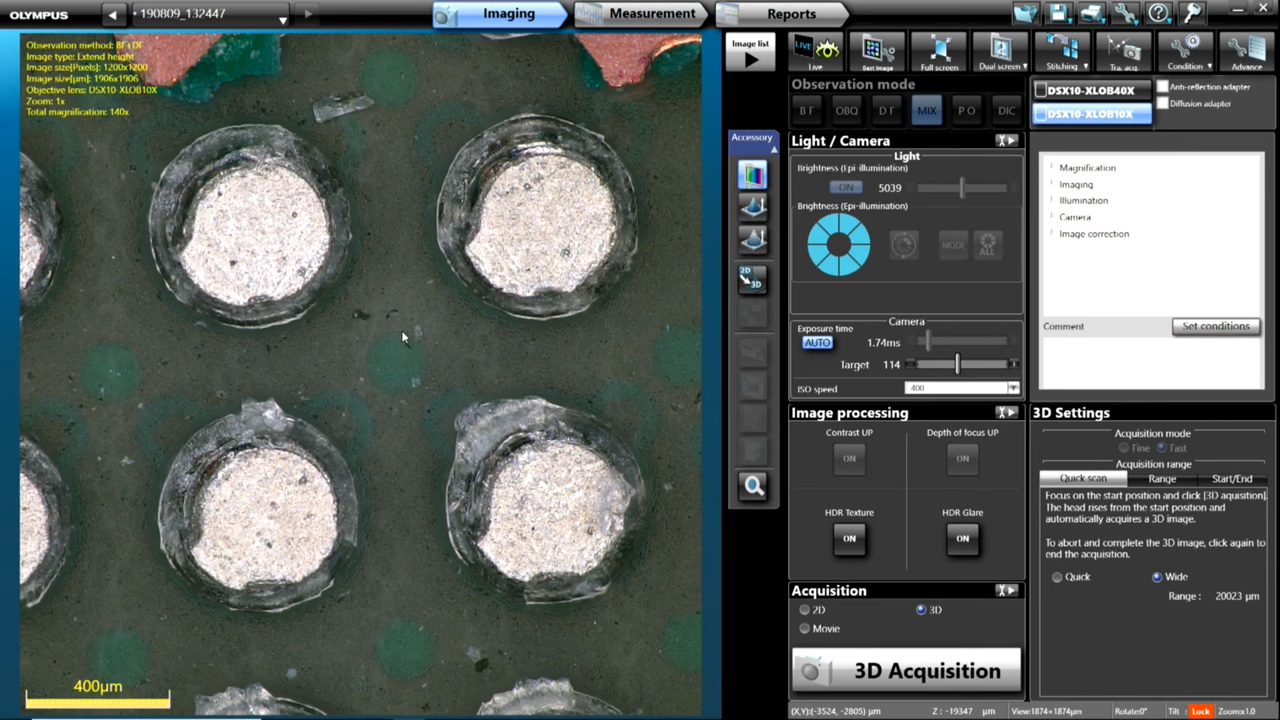 OLYMPUS
* 190809_132447
Imaging
Measurement
Reports
Observation method: BF+DF
Image type: Extend height
Image size[Pixels]: 1200x1200
Image size[µm]: 1906x1906
Objective lens: DSX10-XLOB10X
Zoom: 1x
Total magnification: 140x
400µm
Image list
LIVE
Live
Best image
Full screen
Dual screen
Stitching
Tra. acq.
Condition
Advance
Accessory
2D
3D
Observation mode
BF
OBQ
DF
MIX
PO
DIC
DSX10-XLOB40X
DSX10-XLOB10X
Anti-reflection adapter
Diffusion adapter
Light / Camera
Light
Brightness (Epi-illumination)
ON
5039
Brightness (Epi-illumination)
MODE
ALL
Camera
Exposure time
AUTO
1.74ms
Target
114
ISO speed
400
Magnification
Imaging
Illumination
Camera
Image correction
Comment
Set conditions
Image processing
Contrast UP
Depth of focus UP
ON
ON
HDR Texture
HDR Glare
ON
ON
Acquisition
2D
3D
Movie
3D Acquisition
3D Settings
Acquisition mode
Fine
Fast
Acquisition range
Quick scan
Range
Start/End
Focus on the start position and click [3D aquisition].
The head rises from the start position and
automatically acquires a 3D image.
To abort and complete the 3D image, click again to
end the acquisition.
Quick
Wide
Range :
20023 µm
(X,Y):(-3524, -2805) µm
Z : -19347 µm
View:1874×1874µm
Rotate:0°
Tilt :
Lock
Zoom:1.0